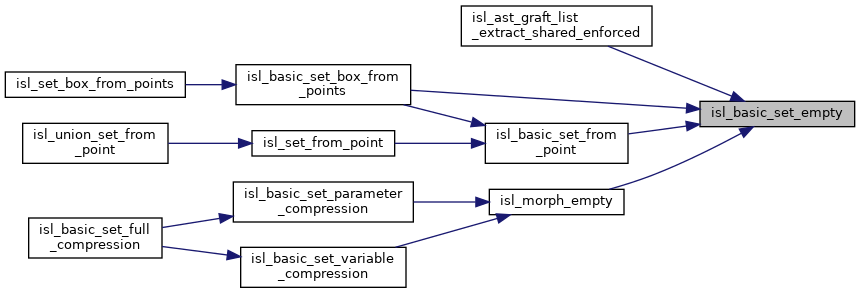 isl_ast_graft_list
_extract_shared_enforced
isl_basic_set_box_from
_points
isl_set_box_from_points
isl_basic_set_empty
isl_union_set_from
_point
isl_set_from_point
isl_basic_set_from
_point
isl_basic_set_parameter
_compression
isl_morph_empty
isl_basic_set_full
_compression
isl_basic_set_variable
_compression